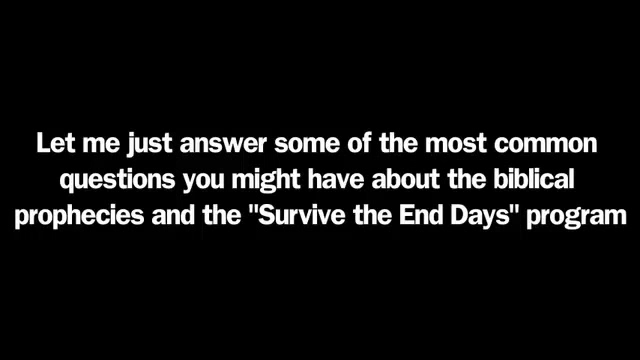 Let me just answer some of the most common
questions you might have about the biblical
prophecies and the "Survive the End Days" program